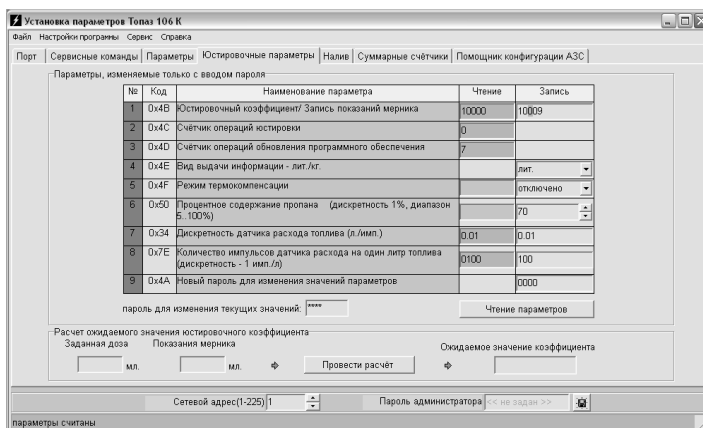 Установка параметров Топаз 106 К
Файл Настройки программы Сервис Справка
Порт Сервисные команды Параметры Юстировочные параметры Налив Суммарные счётчики Помощник конфигурации АЗС
Параметры, изменяемые только с вводом пароля
№ Код Наименование параметра Чтение Запись
1 0x4B Юстировочный коэффициент/ Запись показаний мерника 10000 10009
2 0x4C Счётчик операций юстировки 0
3 0x4D Счётчик операций обновления программного обеспечения 7
4 0x4E Вид выдачи информации - лит./кг. лит.
5 0x4F Режим термокомпенсации отключено
6 0x50 Процентное содержание пропана (дискретность 1%, диапазон 70
5..100%)
7 0x34 Дискретность датчика расхода топлива (л./имп.) 0.01 0.01
8 0x7E Количество импульсов датчика расхода на один литр топлива 0100 100
(дискретность - 1 имп./л)
9 0x4A Новый пароль для изменения значений параметров 0000
пароль для изменения текущих значений: **** Чтение параметров
Расчет ожидаемого значения юстировочного коэффициента
Заданная доза Показания мерника Ожидаемое значение коэффициента
мл. мл. Провести расчёт
Сетевой адрес(1-225) 1 Пароль администратора << не задан >>
параметры считаны